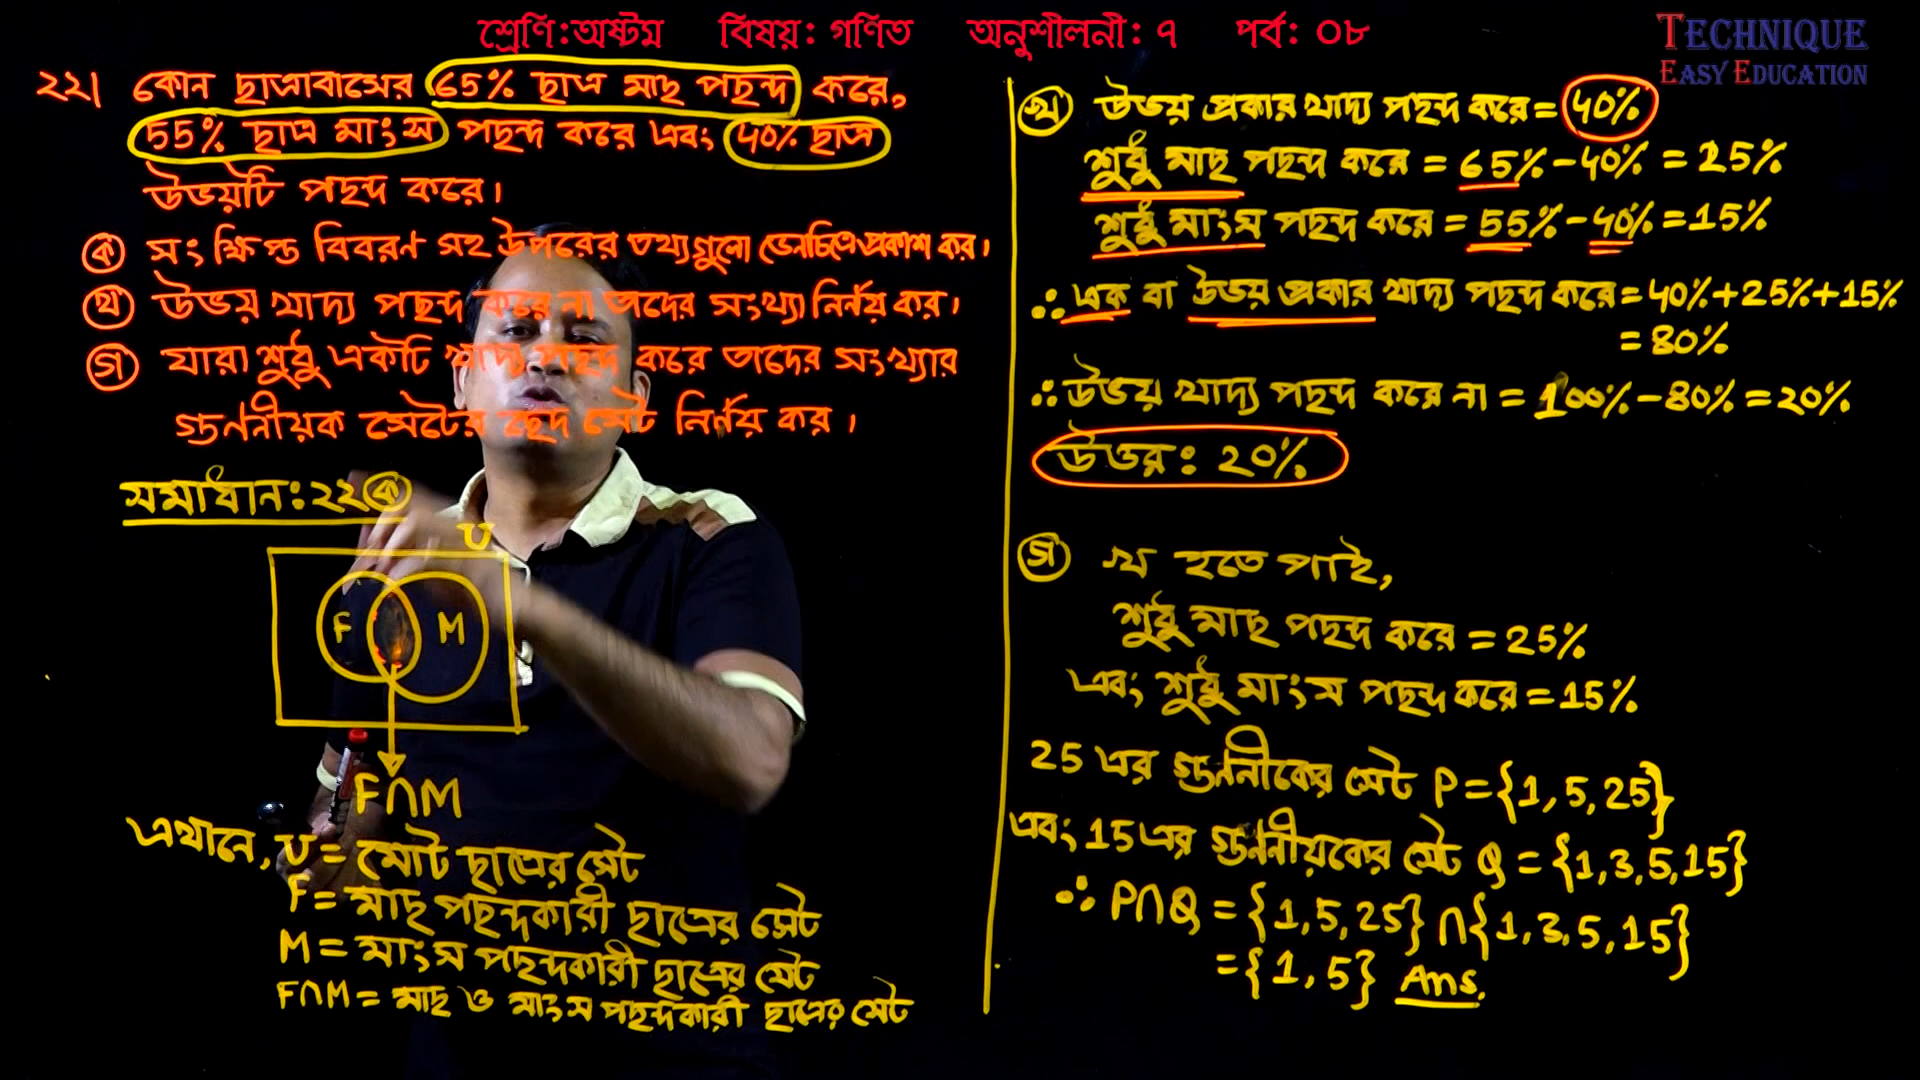 শ্রেণি:অষ্টম বিষয়: গণিত অনুশীলনী: ৭ পর্ব: ০৮
TECHNIQUE
EASY EDUCATION
২২। কোন ছাত্রাবাসের 65% ছাত্র মাছ পছন্দ করে,
55% ছাত্র মাংস পছন্দ করে এবং 40% ছাত্র
উভয়টি পছন্দ করে।
ক সংক্ষিপ্ত বিবরণ সহ উপরের তথ্যগুলো ভেনচিত্রে প্রকাশ কর।
খ উভয় খাদ্য পছন্দ করে না তাদের সংখ্যা নির্নয় কর।
গ যারা শুধু একটি খাদ্য পছন্দ করে তাদের সংখ্যার
গুণনীয়ক সেটের ছেদ সেট নির্ণয় কর।
সমাধান: ২২ ক
U
F M
F∩M
এখানে, U = মোট ছাত্রের সেট
F = মাছ পছন্দকারী ছাত্রের সেট
M = মাংস পছন্দকারী ছাত্রের সেট
F∩M = মাছ ও মাংস পছন্দকারী ছাত্রের সেট
খ উভয় প্রকার খাদ্য পছন্দ করে = 40%
শুধু মাছ পছন্দ করে = 65% - 40% = 25%
শুধু মাংস পছন্দ করে = 55% - 40% = 15%
∴ এক বা উভয় প্রকার খাদ্য পছন্দ করে = 40% + 25% + 15%
= 80%
∴ উভয় খাদ্য পছন্দ করে না = 100% - 80% = 20%
উত্তর: 20%
গ খ হতে পাই,
শুধু মাছ পছন্দ করে = 25%
এবং শুধু মাংস পছন্দ করে = 15%
25 এর গুণনীকের সেট P = {1, 5, 25}
এবং 15 এর গুণনীয়কের সেট Q = {1, 3, 5, 15}
∴ P∩Q = {1, 5, 25} ∩ {1, 3, 5, 15}
= {1, 5} Ans.